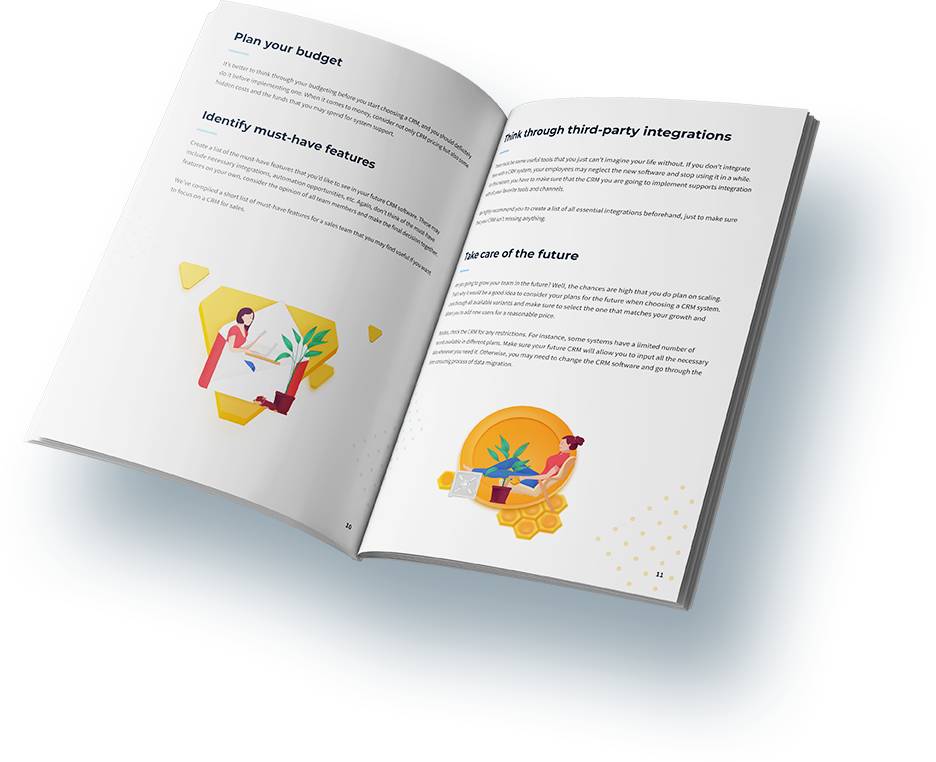 Plan your budget
It's better to think through your budgeting before you start choosing a CRM, and you should definitely
do it before implementing one. When it comes to money, consider not only CRM pricing but also some
hidden costs and the funds that you may spend for system support.
Identify must-have features
Create a list of the must-have features that you'd like to see in your future CRM software. These may
include necessary integrations, automation opportunities, etc. Again, don't think of the must-have
features on your own, consider the opinion of all team members and make the final decision together.
We've compiled a short list of must-have features for a sales team that you may find useful if you want
to focus on a CRM for sales.
10
Think through third-party integrations
must be some useful tools that you just can't imagine your life without. If you don't integrate
with a CRM system, your employees may neglect the new software and stop using it in a while.
reason, you have to make sure that the CRM you are going to implement supports integration
all your favorite tools and channels.
highly recommend you to create a list of all essential integrations beforehand, just to make sure
your CRM isn't missing anything.
Take care of the future
you going to grow your team in the future? Well, the chances are high that you do plan on scaling.
That's why it would be a good idea to consider your plans for the future when choosing a CRM system.
through all available variants and make sure to select the one that matches your growth and
you to add new users for a reasonable price.
check the CRM for any restrictions. For instance, some systems have a limited number of
available in different plans. Make sure your future CRM will allow you to input all the necessary
whenever you need it. Otherwise, you may need to change the CRM software and go through the
process of data migration.
11